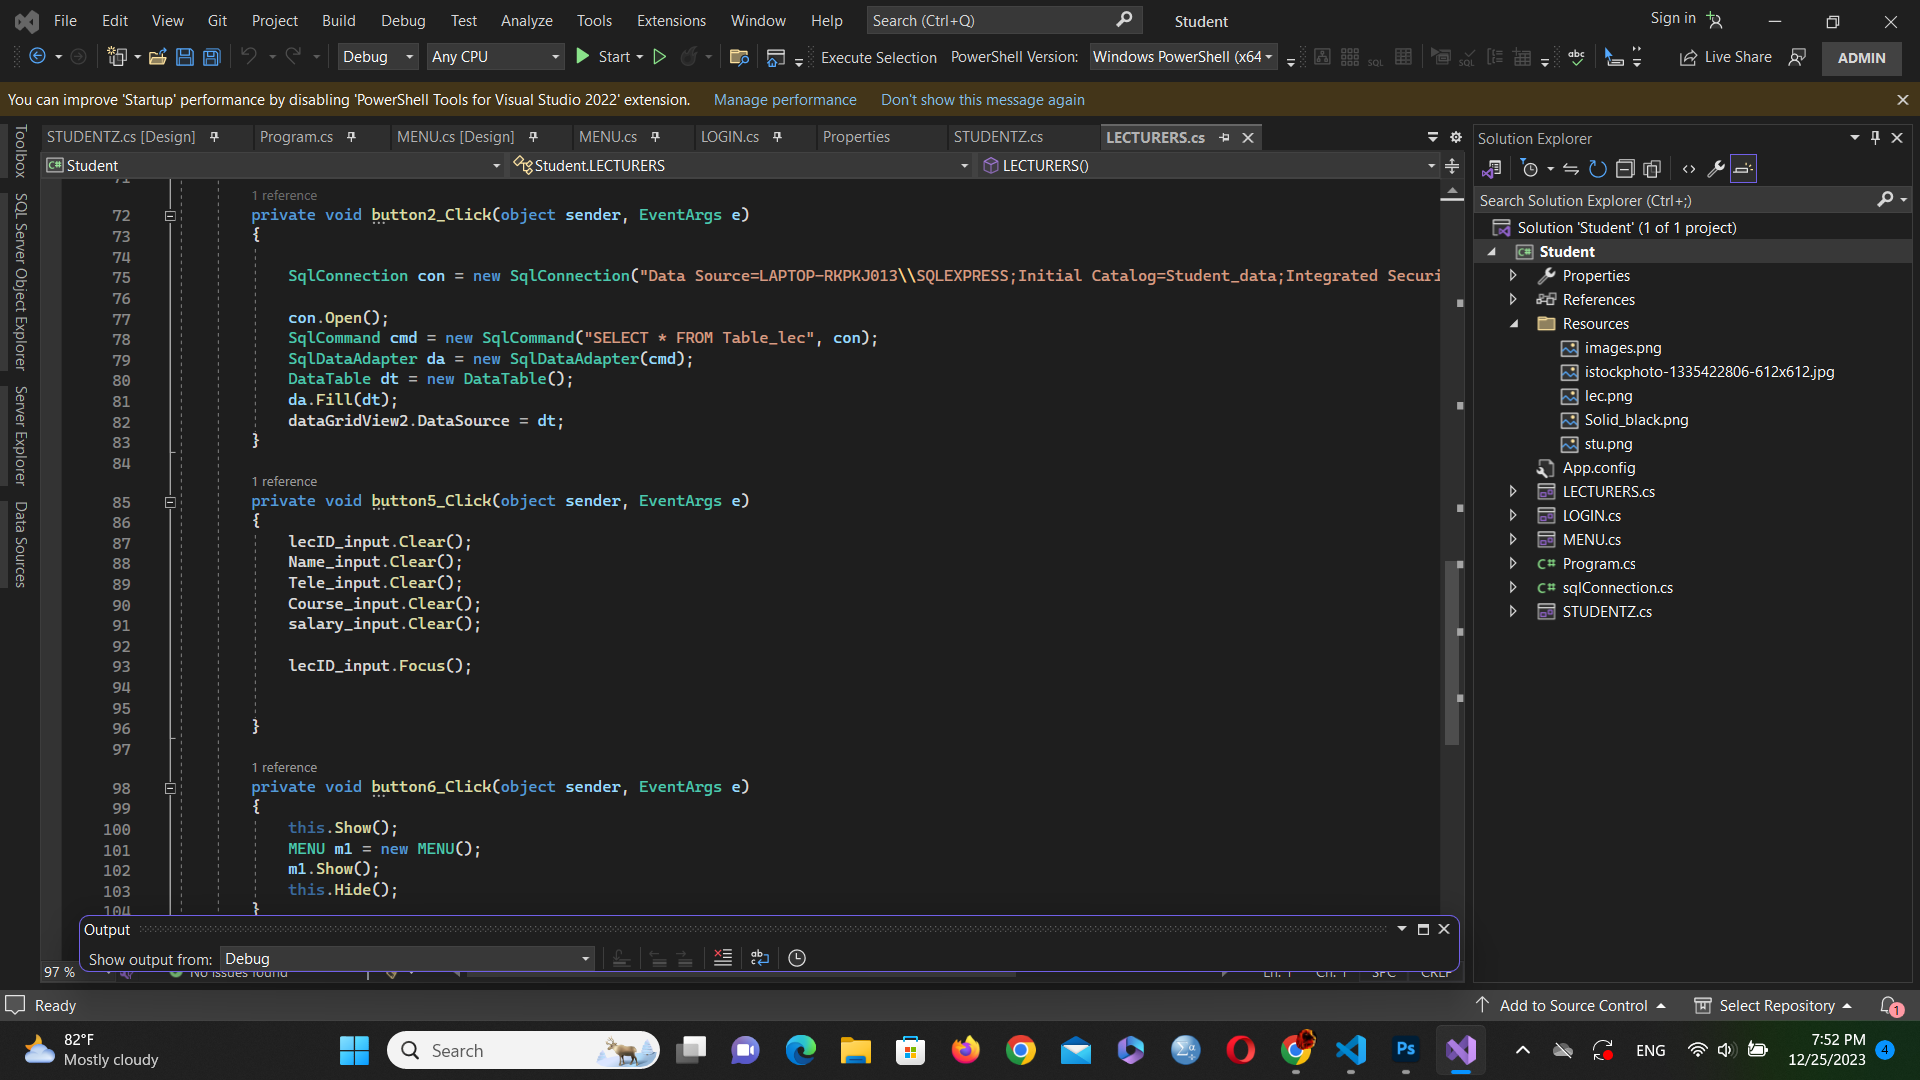 File Edit View Git Project Build Debug Test Analyze Tools Extensions Window Help Search (Ctrl+Q) Student Sign in
Debug Any CPU Start Execute Selection PowerShell Version: Windows PowerShell (x64 Live Share ADMIN
You can improve 'Startup' performance by disabling 'PowerShell Tools for Visual Studio 2022' extension. Manage performance Don't show this message again
STUDENTZ.cs [Design] Program.cs MENU.cs [Design] MENU.cs LOGIN.cs Properties STUDENTZ.cs LECTURERS.cs
Student Student.LECTURERS LECTURERS()
Toolbox
SQL Server Object Explorer
Server Explorer
Data Sources
1 reference
72 private void button2_Click(object sender, EventArgs e)
73 {
74
75 SqlConnection con = new SqlConnection("Data Source=LAPTOP-RKPKJ013\\SQLEXPRESS;Initial Catalog=Student_data;Integrated Securi
76
77 con.Open();
78 SqlCommand cmd = new SqlCommand("SELECT * FROM Table_lec", con);
79 SqlDataAdapter da = new SqlDataAdapter(cmd);
80 DataTable dt = new DataTable();
81 da.Fill(dt);
82 dataGridView2.DataSource = dt;
83 }
84
1 reference
85 private void button5_Click(object sender, EventArgs e)
86 {
87 lecID_input.Clear();
88 Name_input.Clear();
89 Tele_input.Clear();
90 Course_input.Clear();
91 salary_input.Clear();
92
93 lecID_input.Focus();
94
95
96 }
97
1 reference
98 private void button6_Click(object sender, EventArgs e)
99 {
100 this.Show();
101 MENU m1 = new MENU();
102 m1.Show();
103 this.Hide();
104 }
Output
Show output from: Debug
97 % No issues found Ln: 1 Ch: 1 SPC CRLF
Solution Explorer
Search Solution Explorer (Ctrl+;)
Solution 'Student' (1 of 1 project)
Student
Properties
References
Resources
images.png
istockphoto-1335422806-612x612.jpg
lec.png
Solid_black.png
stu.png
App.config
LECTURERS.cs
LOGIN.cs
MENU.cs
C# Program.cs
C# sqlConnection.cs
STUDENTZ.cs
Ready Add to Source Control Select Repository 1
82°F
Mostly cloudy
Search
Ps
ENG
7:52 PM
12/25/2023
4